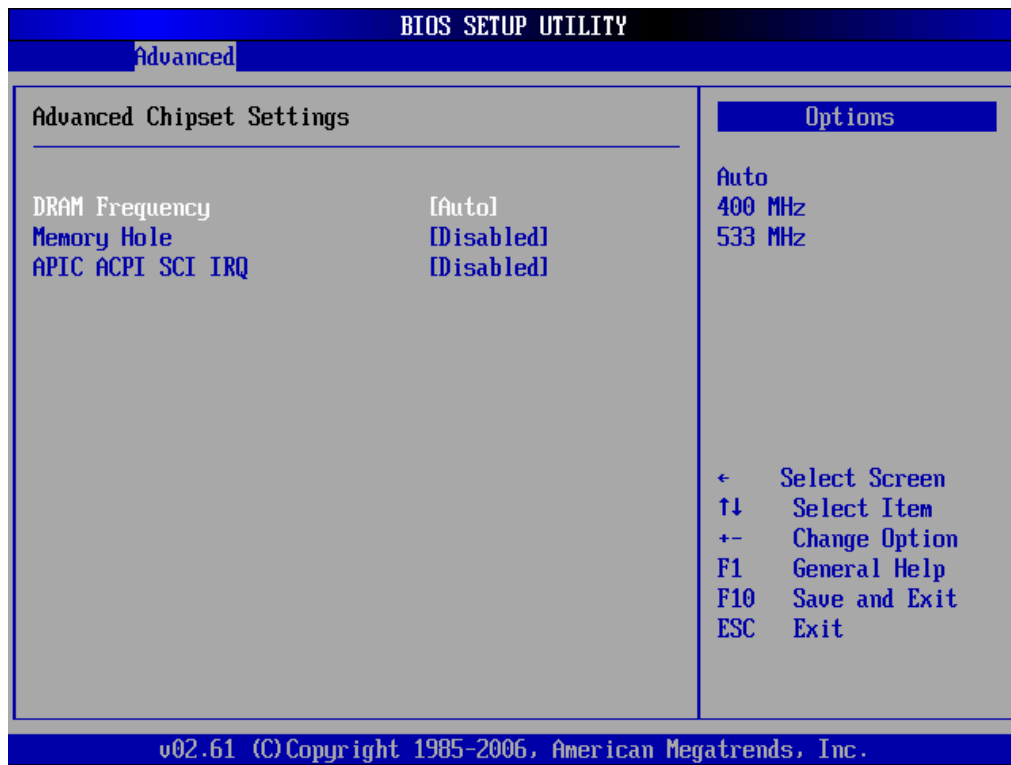 BIOS SETUP UTILITY
Advanced
Advanced Chipset Settings
DRAM Frequency [Auto]
Memory Hole [Disabled]
APIC ACPI SCI IRQ [Disabled]
Options
Auto
400 MHz
533 MHz
← Select Screen
↑↓ Select Item
+- Change Option
F1 General Help
F10 Save and Exit
ESC Exit
v02.61 (C)Copyright 1985-2006, American Megatrends, Inc.